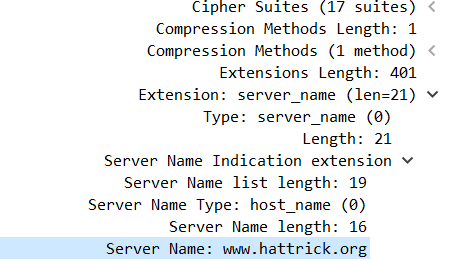 Cipher Suites (17 suites)
Compression Methods Length: 1
Compression Methods (1 method)
Extensions Length: 401
Extension: server_name (len=21)
Type: server_name (0)
Length: 21
Server Name Indication extension
Server Name list length: 19
Server Name Type: host_name (0)
Server Name length: 16
Server Name: www.hattrick.org